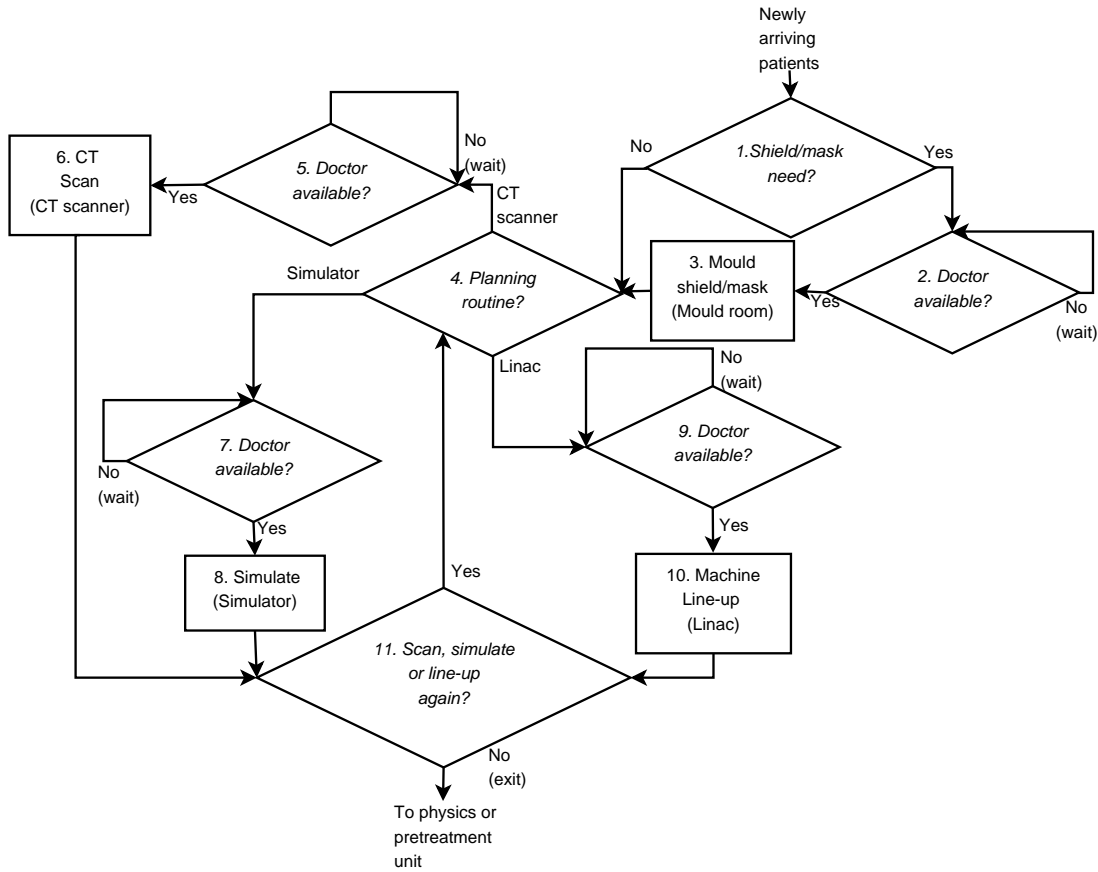 Newly
arriving
patients
1.Shield/mask
need?
No
Yes
2. Doctor
available?
No
(wait)
Yes
3. Mould
shield/mask
(Mould room)
4. Planning
routine?
CT
scanner
Simulator
Linac
5. Doctor
available?
No
(wait)
Yes
6. CT
Scan
(CT scanner)
7. Doctor
available?
No
(wait)
Yes
8. Simulate
(Simulator)
9. Doctor
available?
No
(wait)
Yes
10. Machine
Line-up
(Linac)
11. Scan, simulate
or line-up
again?
Yes
No
(exit)
To physics or
pretreatment
unit